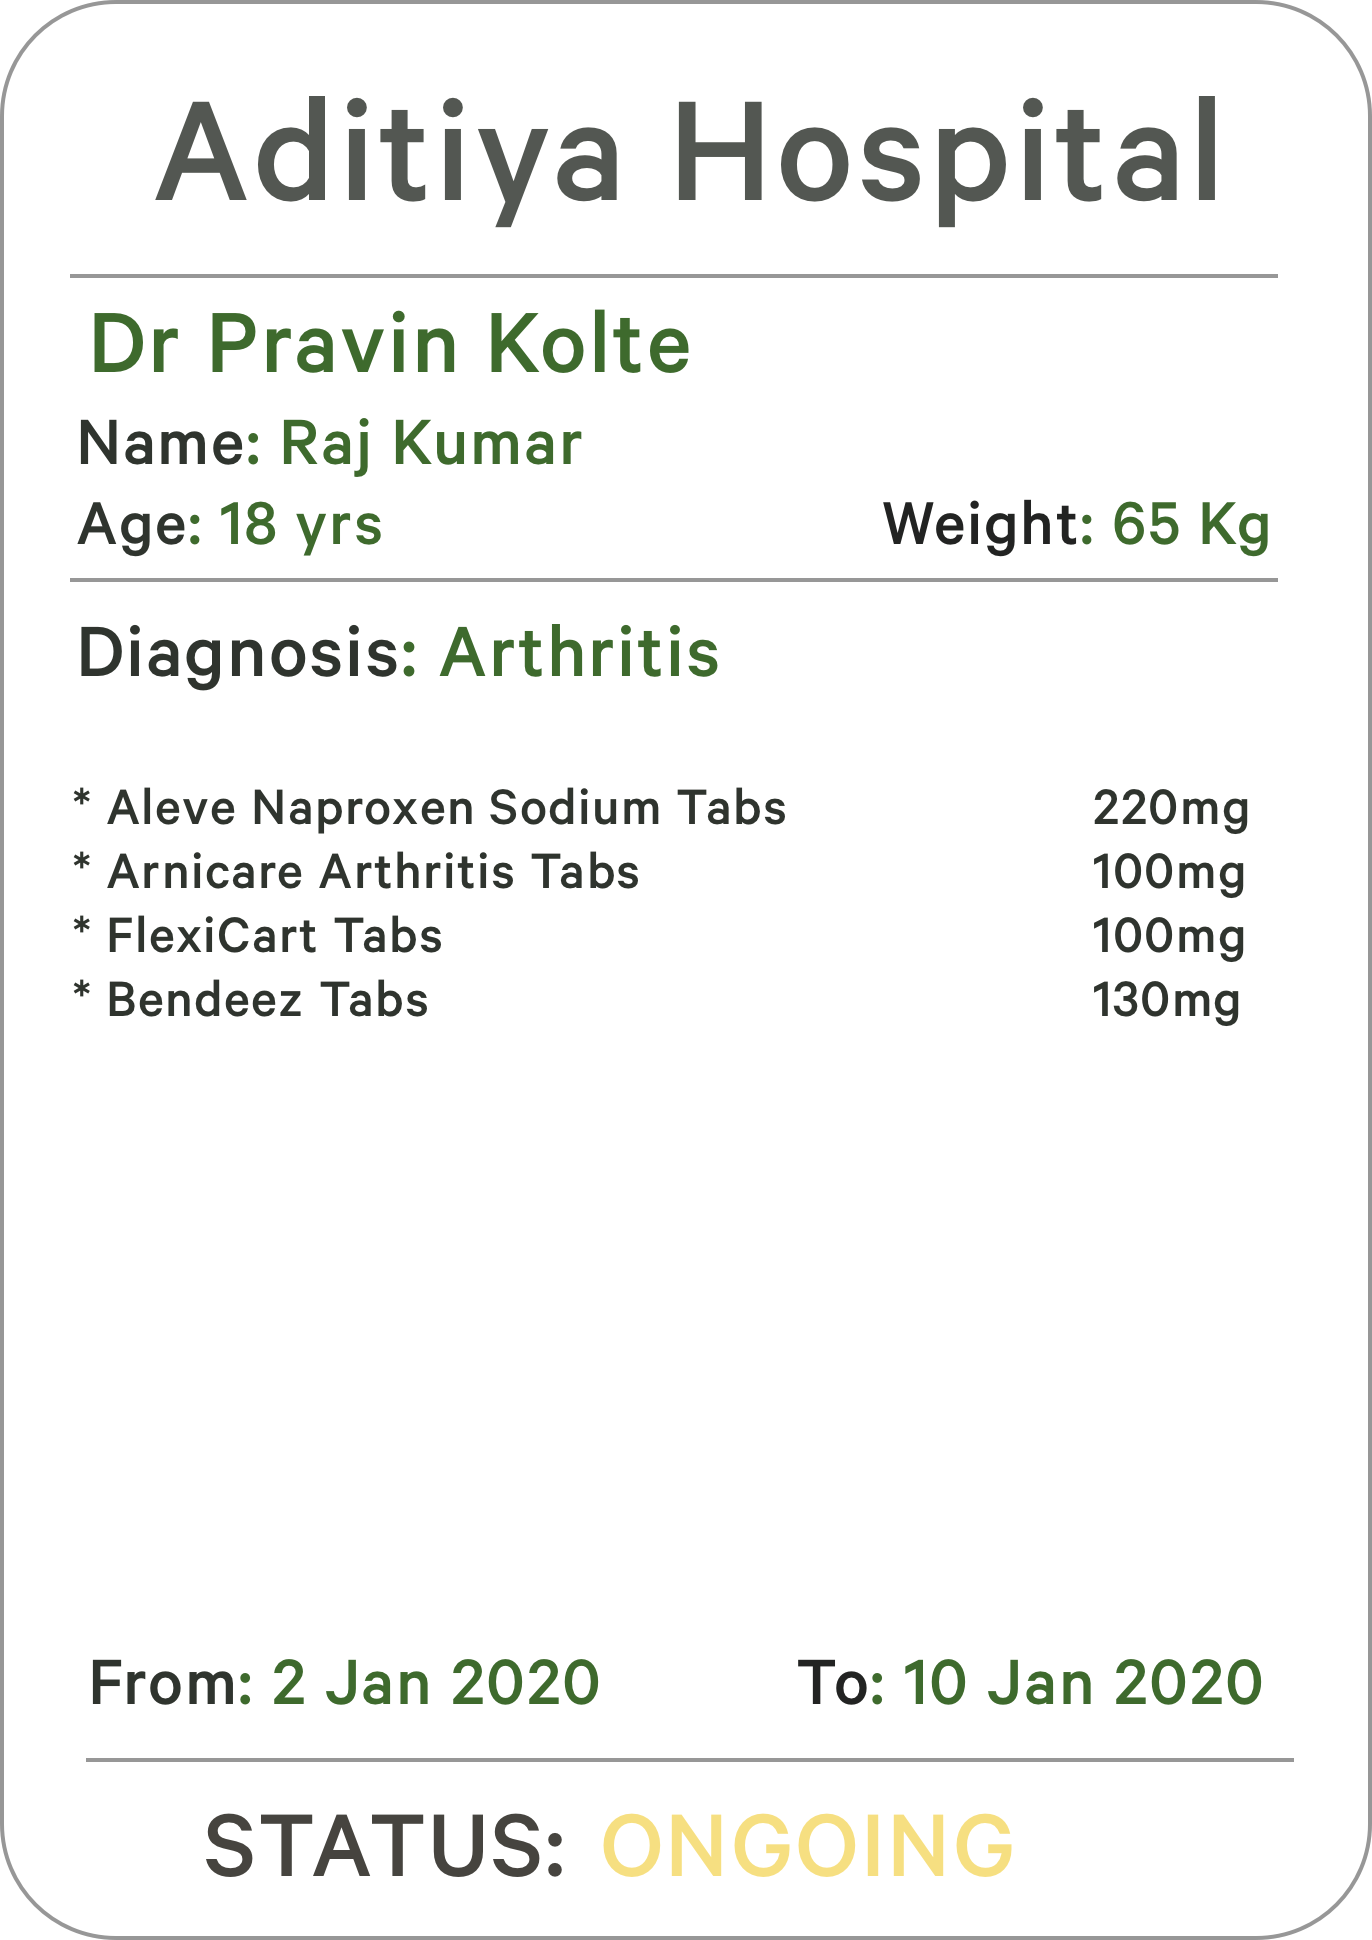 Aditiya Hospital
Dr Pravin Kolte
Name: Raj Kumar
Age: 18 yrs Weight: 65 Kg
Diagnosis: Arthritis
* Aleve Naproxen Sodium Tabs 220mg
* Arnicare Arthritis Tabs 100mg
* FlexiCart Tabs 100mg
* Bendeez Tabs 130mg
From: 2 Jan 2020 To: 10 Jan 2020
STATUS: ONGOING